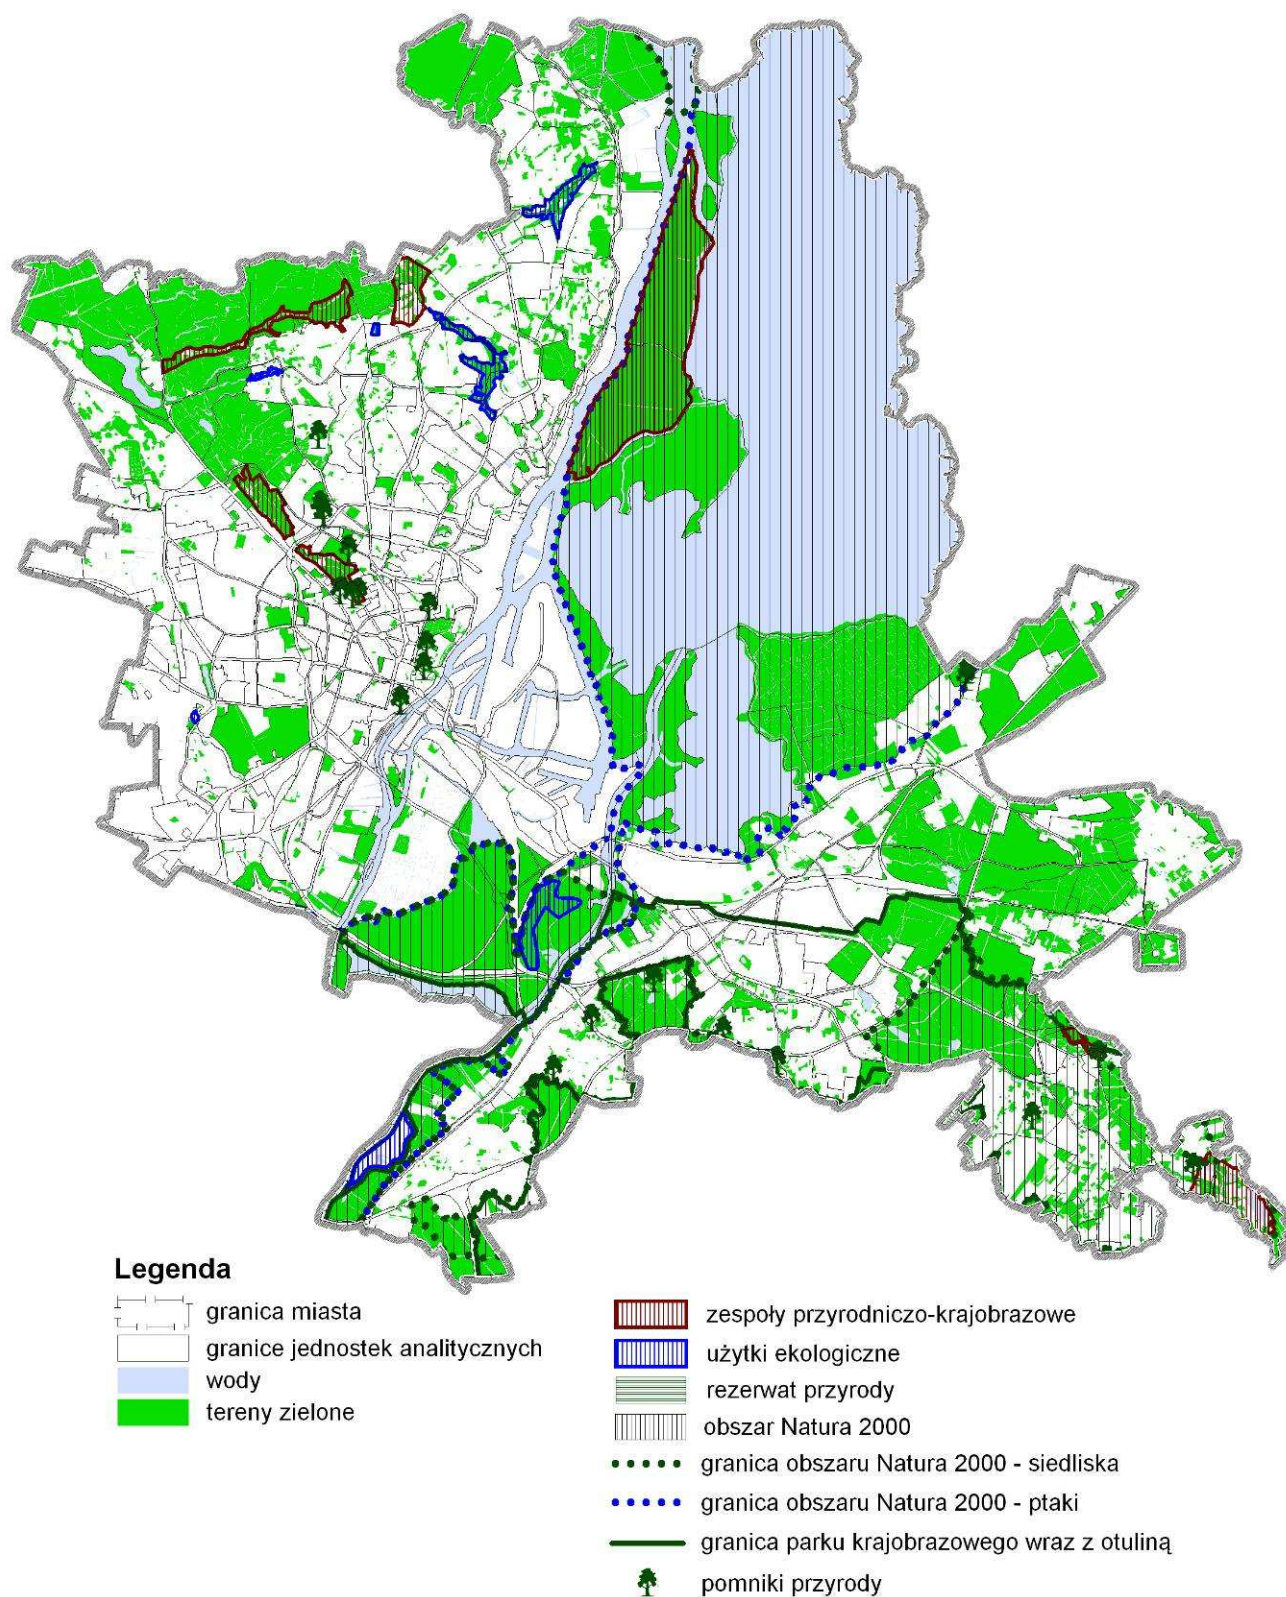 Legenda
granica miasta
granice jednostek analitycznych
wody
tereny zielone
zespoły przyrodniczo-krajobrazowe
użytki ekologiczne
rezerwat przyrody
obszar Natura 2000
granica obszaru Natura 2000 - siedliska
granica obszaru Natura 2000 - ptaki
granica parku krajobrazowego wraz z otuliną
pomniki przyrody